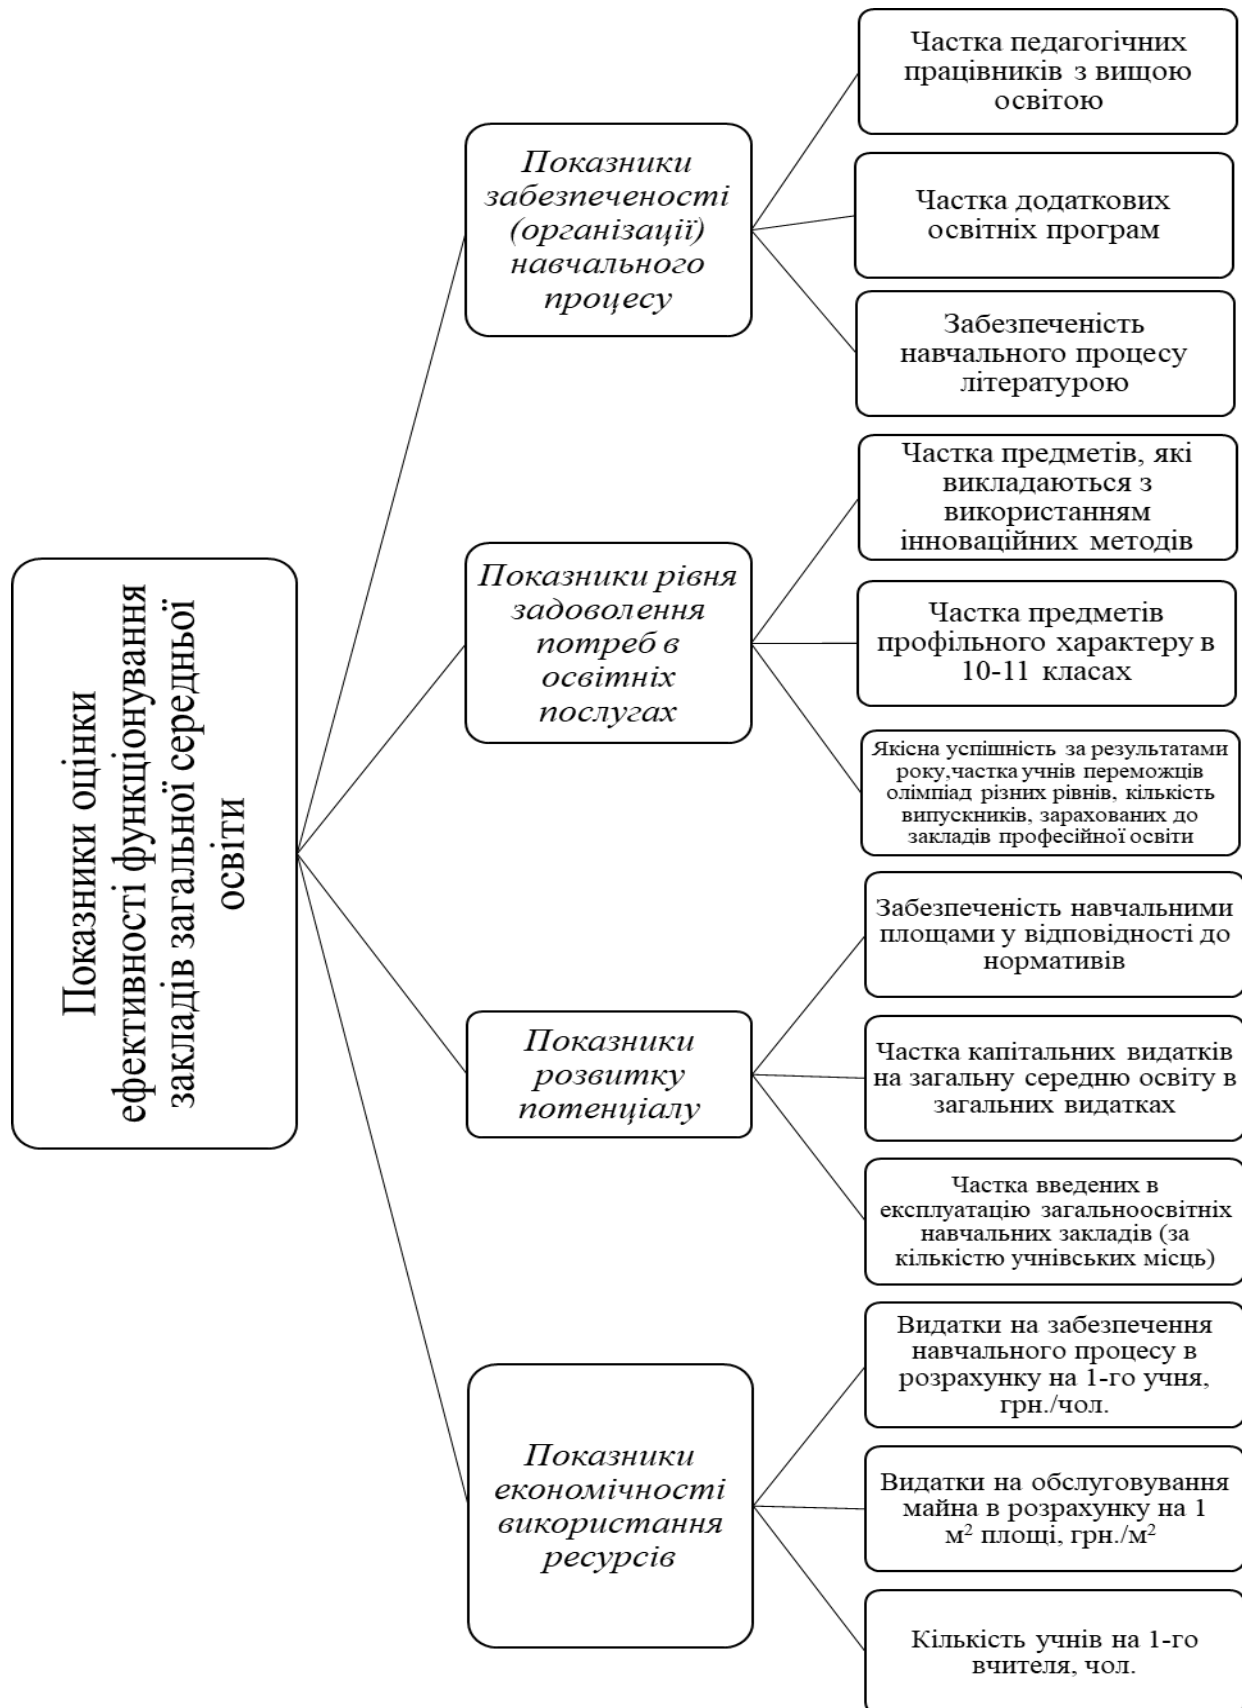 Показники оцінки
ефективності функціонування
закладів загальної середньої
освіти
Показники
забезпеченості
(організації)
навчального
процесу
Частка педагогічних
працівників з вищою
освітою
Частка додаткових
освітніх програм
Забезпеченість
навчального процесу
літературою
Показники рівня
задоволення
потреб в
освітніх
послугах
Частка предметів, які
викладаються з
використанням
інноваційних методів
Частка предметів
профільного характеру в
10-11 класах
Якісна успішність за результатами
року,частка учнів переможців
олімпіад різних рівнів, кількість
випускників, зарахованих до
закладів професійної освіти
Показники
розвитку
потенціалу
Забезпеченість навчальними
площами у відповідності до
нормативів
Частка капітальних видатків
на загальну середню освіту в
загальних видатках
Частка введених в
експлуатацію загальноосвітніх
навчальних закладів (за
кількістю учнівських місць)
Показники
економічності
використання
ресурсів
Видатки на забезпечення
навчального процесу в
розрахунку на 1-го учня,
грн./чол.
Видатки на обслуговування
майна в розрахунку на 1
м² площі, грн./м²
Кількість учнів на 1-го
вчителя, чол.